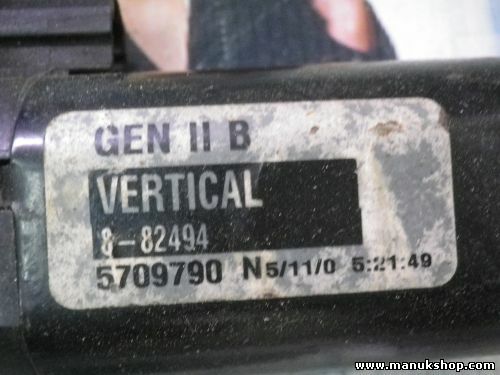 GEN II B
VERTICAL
8-82494
5709790 N5/11/0 5:21:49
www.manukshop.com